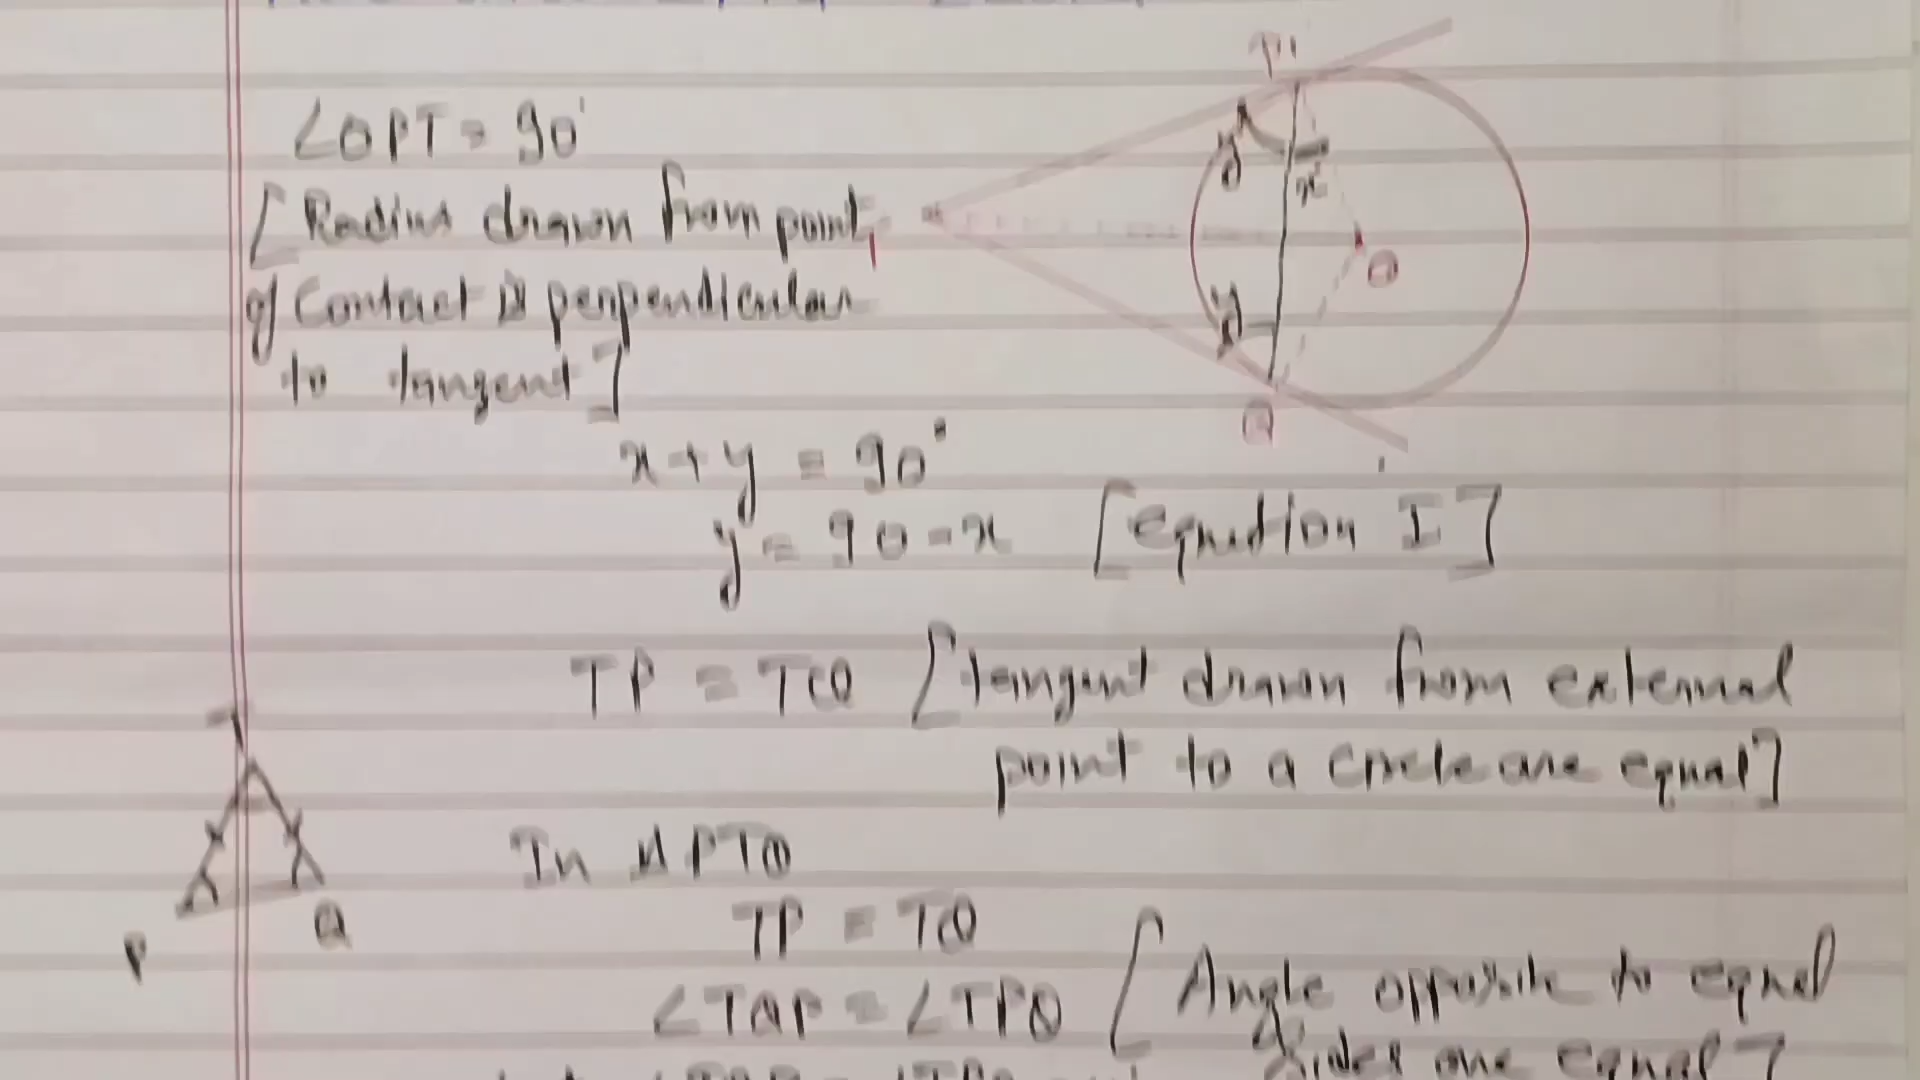 ∠OPT = 90°
[Radius drawn from point
of Contact is perpendicular
to tangent]
P
y
x
O
y
Q
x + y = 90°
y = 90 - x [equation I]
TP = TQ [tangent drawn from external
point to a circle are equal]
T
P
Q
In ΔPTQ
TP = TQ
∠TQP = ∠TPQ [Angle opposite to equal
Sides are equal]